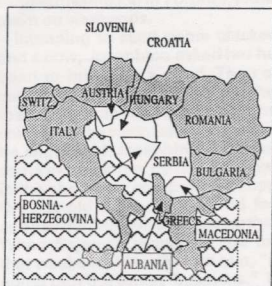 SLOVENIA
CROATIA
AUSTRIA
HUNGARY
SWITZ.
ITALY
ROMANIA
SERBIA
BULGARIA
BOSNIA-
HERZEGOVINA
GREECE
MACEDONIA
ALBANIA